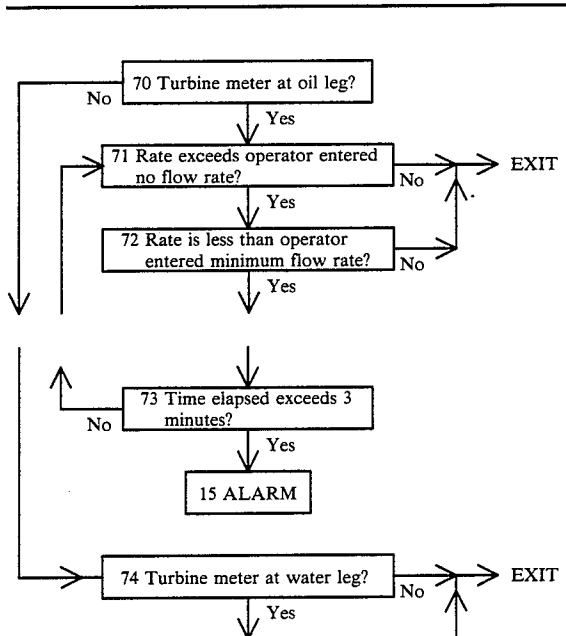 70 Turbine meter at oil leg?
No
Yes
71 Rate exceeds operator entered
no flow rate?
No
EXIT
Yes
72 Rate is less than operator
entered minimum flow rate?
No
Yes
73 Time elapsed exceeds 3
minutes?
No
Yes
15 ALARM
74 Turbine meter at water leg?
No
EXIT
Yes